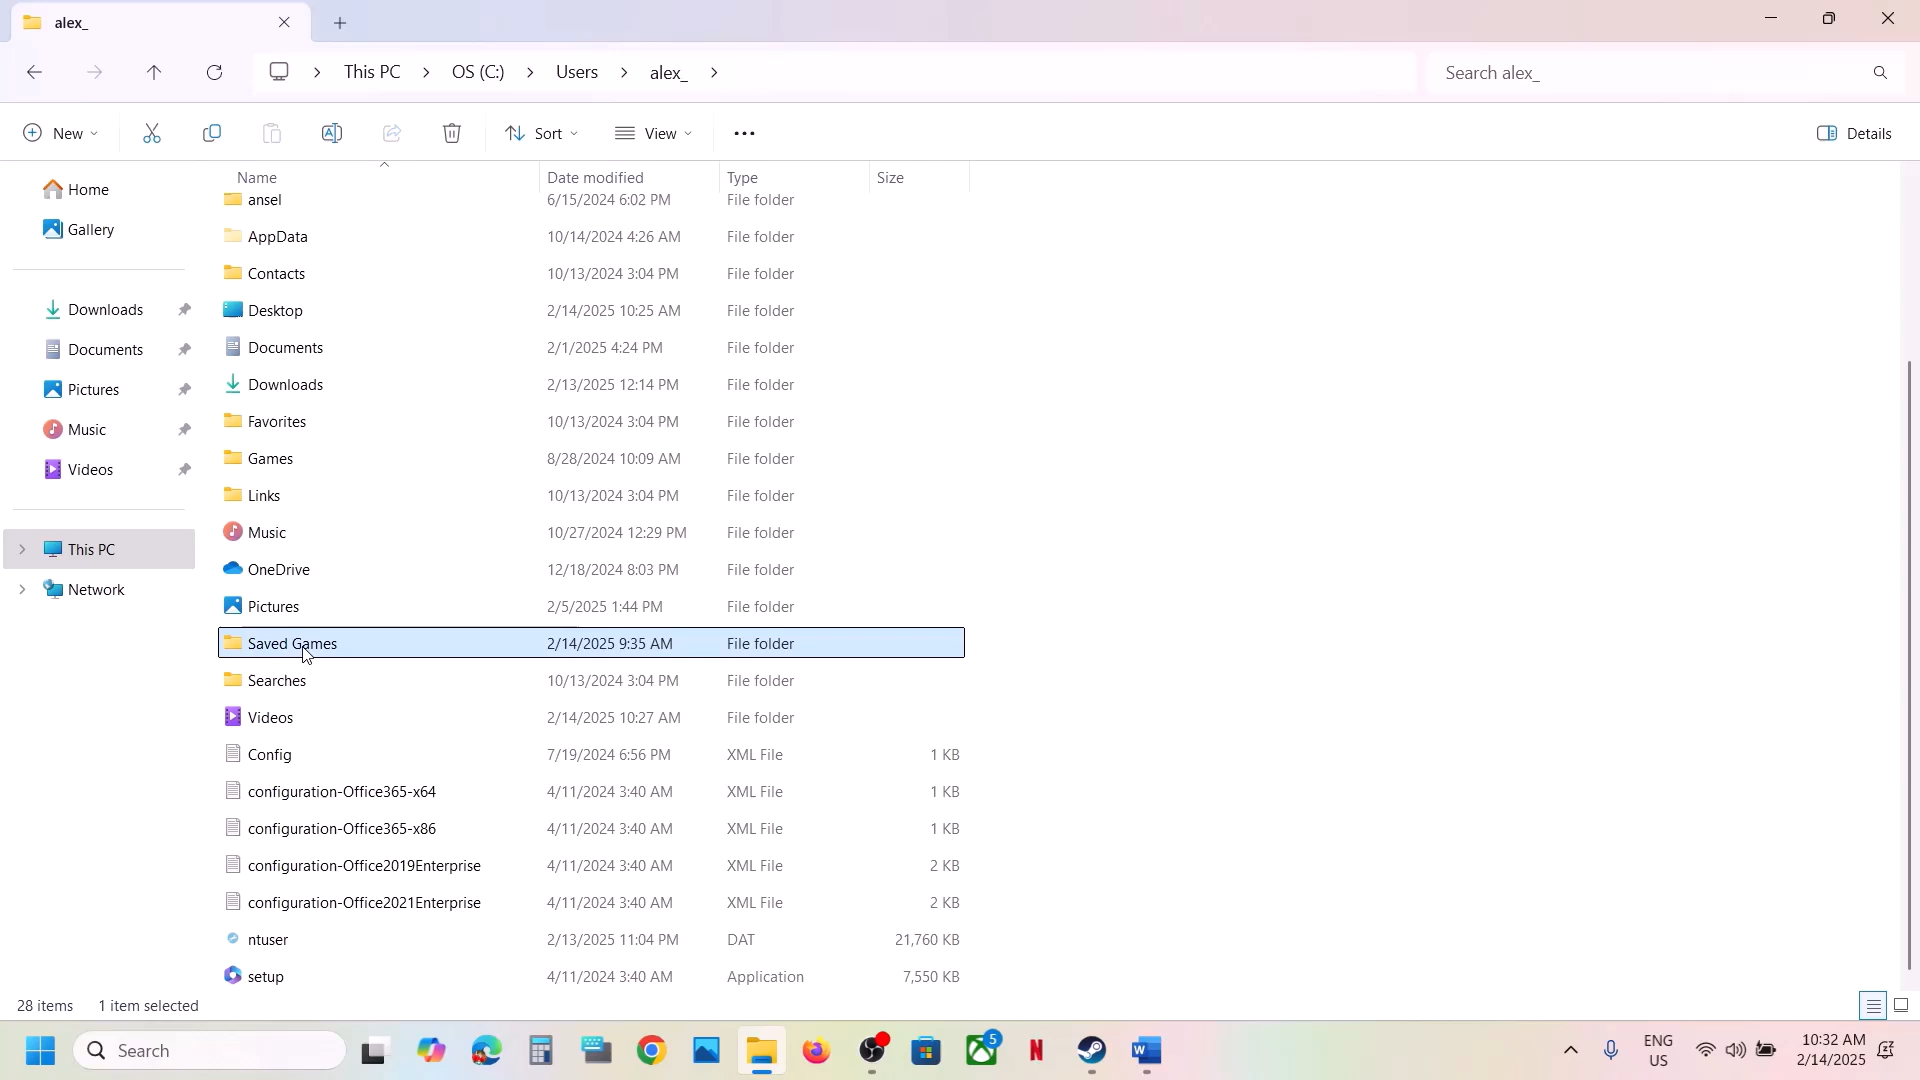 alex_
This PC > OS (C:) > Users > alex_ >
Search alex_
New
Sort
View
Details
Name Date modified Type Size
Home
Gallery
Downloads
Documents
Pictures
Music
Videos
This PC
Network
ansel 6/15/2024 6:02 PM File folder
AppData 10/14/2024 4:26 AM File folder
Contacts 10/13/2024 3:04 PM File folder
Desktop 2/14/2025 10:25 AM File folder
Documents 2/1/2025 4:24 PM File folder
Downloads 2/13/2025 12:14 PM File folder
Favorites 10/13/2024 3:04 PM File folder
Games 8/28/2024 10:09 AM File folder
Links 10/13/2024 3:04 PM File folder
Music 10/27/2024 12:29 PM File folder
OneDrive 12/18/2024 8:03 PM File folder
Pictures 2/5/2025 1:44 PM File folder
Saved Games 2/14/2025 9:35 AM File folder
Searches 10/13/2024 3:04 PM File folder
Videos 2/14/2025 10:27 AM File folder
Config 7/19/2024 6:56 PM XML File 1 KB
configuration-Office365-x64 4/11/2024 3:40 AM XML File 1 KB
configuration-Office365-x86 4/11/2024 3:40 AM XML File 1 KB
configuration-Office2019Enterprise 4/11/2024 3:40 AM XML File 2 KB
configuration-Office2021Enterprise 4/11/2024 3:40 AM XML File 2 KB
ntuser 2/13/2025 11:04 PM DAT 21,760 KB
setup 4/11/2024 3:40 AM Application 7,550 KB
28 items 1 item selected
Search
5
N
W
ENG
US
10:32 AM
2/14/2025